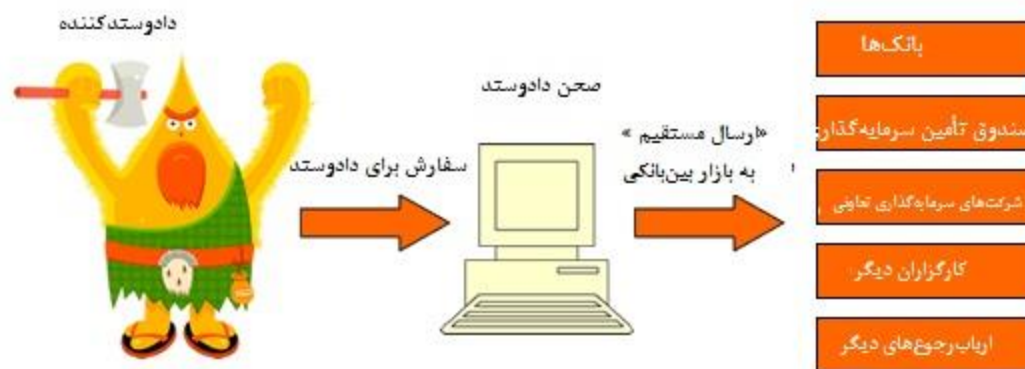 دادوستدکننده
سفارش برای دادوستد
صحن دادوستد
«ارسال مستقیم»
به بازار بین‌بانکی
بانک‌ها
صندوق تأمین سرمایه‌گذاری
شرکت‌های سرمایه‌گذاری تعاونی
کارگزاران دیگر
ارباب‌رجوع‌های دیگر